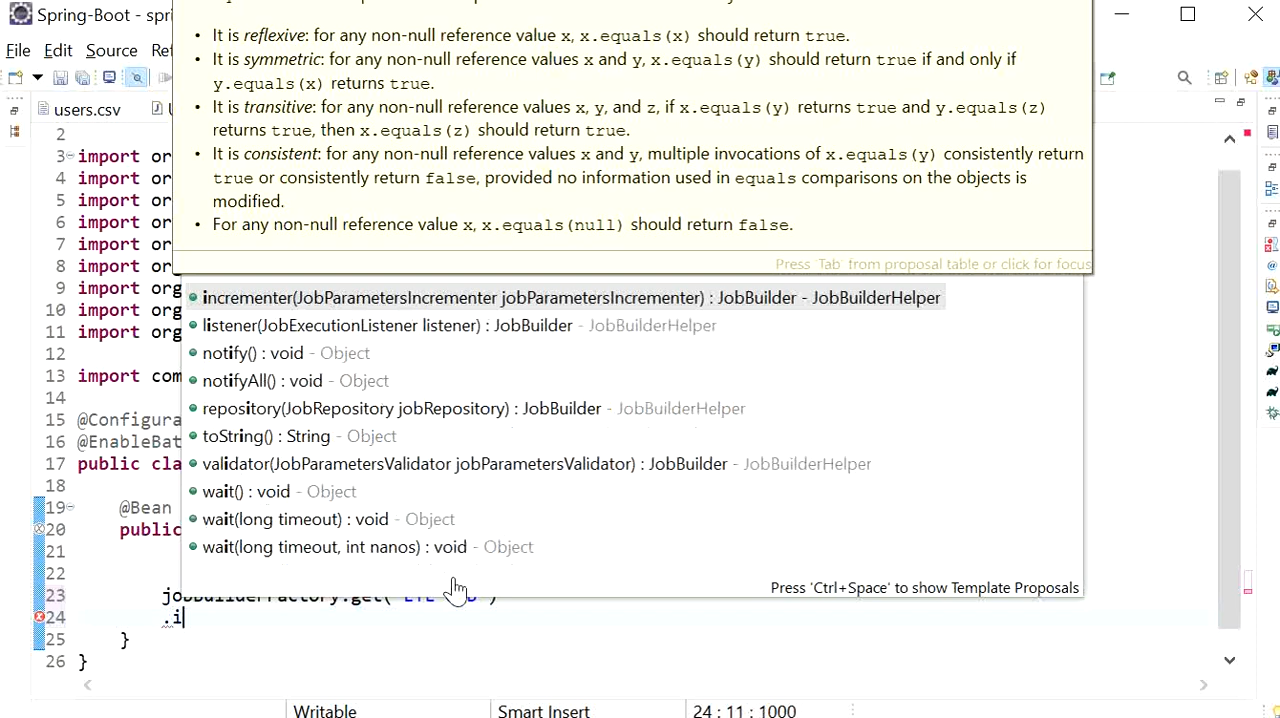 Spring-Boot - spri
File Edit Source Ref
It is reflexive: for any non-null reference value x, x.equals(x) should return true.
It is symmetric: for any non-null reference values x and y, x.equals(y) should return true if and only if
y.equals(x) returns true.
It is transitive: for any non-null reference values x, y, and z, if x.equals(y) returns true and y.equals(z)
returns true, then x.equals(z) should return true.
It is consistent: for any non-null reference values x and y, multiple invocations of x.equals(y) consistently return
true or consistently return false, provided no information used in equals comparisons on the objects is
modified.
For any non-null reference value x, x.equals(null) should return false.
Press 'Tab' from proposal table or click for focus
users.csv
2
3 import or
4 import or
5 import or
6 import or
7 import or
8 import or
9 import org
10 import org
11 import org
12
13 import com
14
15 @Configura
16 @EnableBat
17 public cla
18
19 @Bean
20 public
21
22
23 jobBuilderFactory.get(
24 .i
25 }
26 }
incrementer(JobParametersIncrementer jobParametersIncrementer) : JobBuilder - JobBuilderHelper
listener(JobExecutionListener listener) : JobBuilder - JobBuilderHelper
notify() : void - Object
notifyAll() : void - Object
repository(JobRepository jobRepository) : JobBuilder - JobBuilderHelper
toString() : String - Object
validator(JobParametersValidator jobParametersValidator) : JobBuilder - JobBuilderHelper
wait() : void - Object
wait(long timeout) : void - Object
wait(long timeout, int nanos) : void - Object
Press 'Ctrl+Space' to show Template Proposals
Writable Smart Insert 24 : 11 : 1000